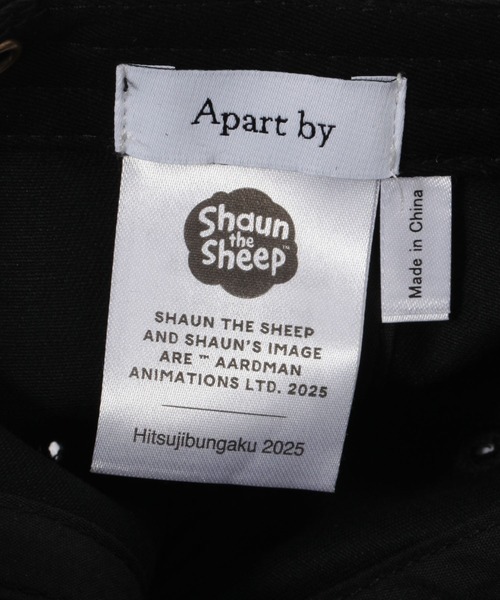 Apart by
Shaun
the
Sheep™
SHAUN THE SHEEP
AND SHAUN'S IMAGE
ARE ™ AARDMAN
ANIMATIONS LTD. 2025
Hitsujibungaku 2025
Made in China